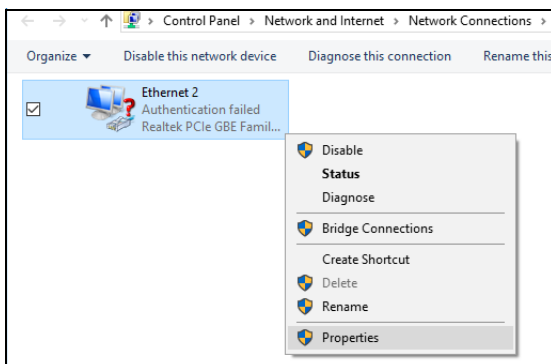 Control Panel > Network and Internet > Network Connections >
Organize Disable this network device Diagnose this connection Rename this
Ethernet 2
Authentication failed
Realtek PCIe GBE Famil...
Disable
Status
Diagnose
Bridge Connections
Create Shortcut
Delete
Rename
Properties